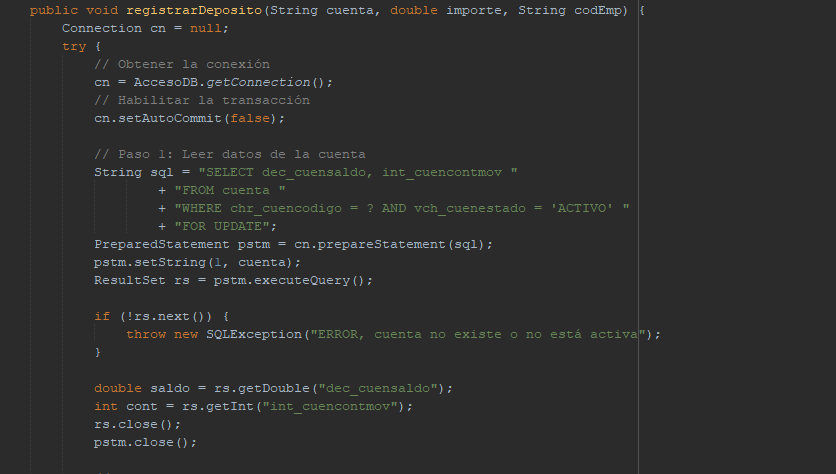 public void registrarDeposito(String cuenta, double importe, String codEmp) {
Connection cn = null;
try {
// Obtener la conexión
cn = AccesoDB.getConnection();
// Habilitar la transacción
cn.setAutoCommit(false);
// Paso 1: Leer datos de la cuenta
String sql = "SELECT dec_cuensaldo, int_cuencontmov "
+ "FROM cuenta "
+ "WHERE chr_cuencodigo = ? AND vch_cuenestado = 'ACTIVO' "
+ "FOR UPDATE";
PreparedStatement pstm = cn.prepareStatement(sql);
pstm.setString(1, cuenta);
ResultSet rs = pstm.executeQuery();
if (!rs.next()) {
throw new SQLException("ERROR, cuenta no existe o no está activa");
}
double saldo = rs.getDouble("dec_cuensaldo");
int cont = rs.getInt("int_cuencontmov");
rs.close();
pstm.close();